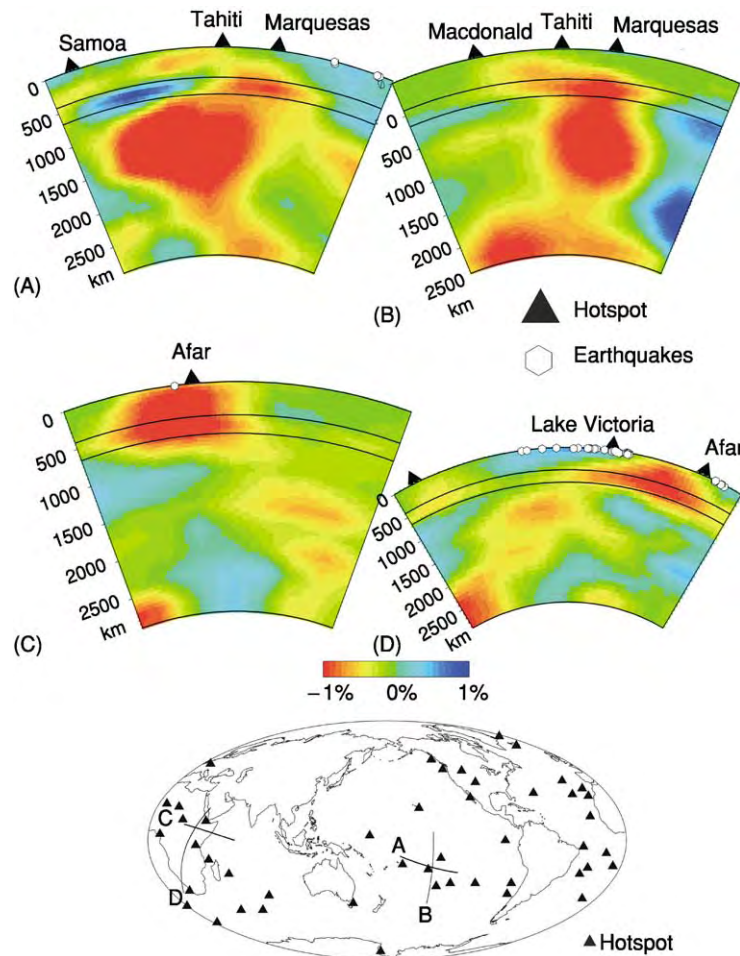 Samoa
Tahiti
Marquesas
0
500
1000
1500
2000
2500
km
(A)
Macdonald
Tahiti
Marquesas
0
500
1000
1500
2000
2500
km
(B)
Hotspot
Earthquakes
Afar
0
500
1000
1500
2000
2500
km
(C)
Lake Victoria
Afar
0
500
1000
1500
2000
2500
km
(D)
−1% 0% 1%
C
A
D
B
Hotspot